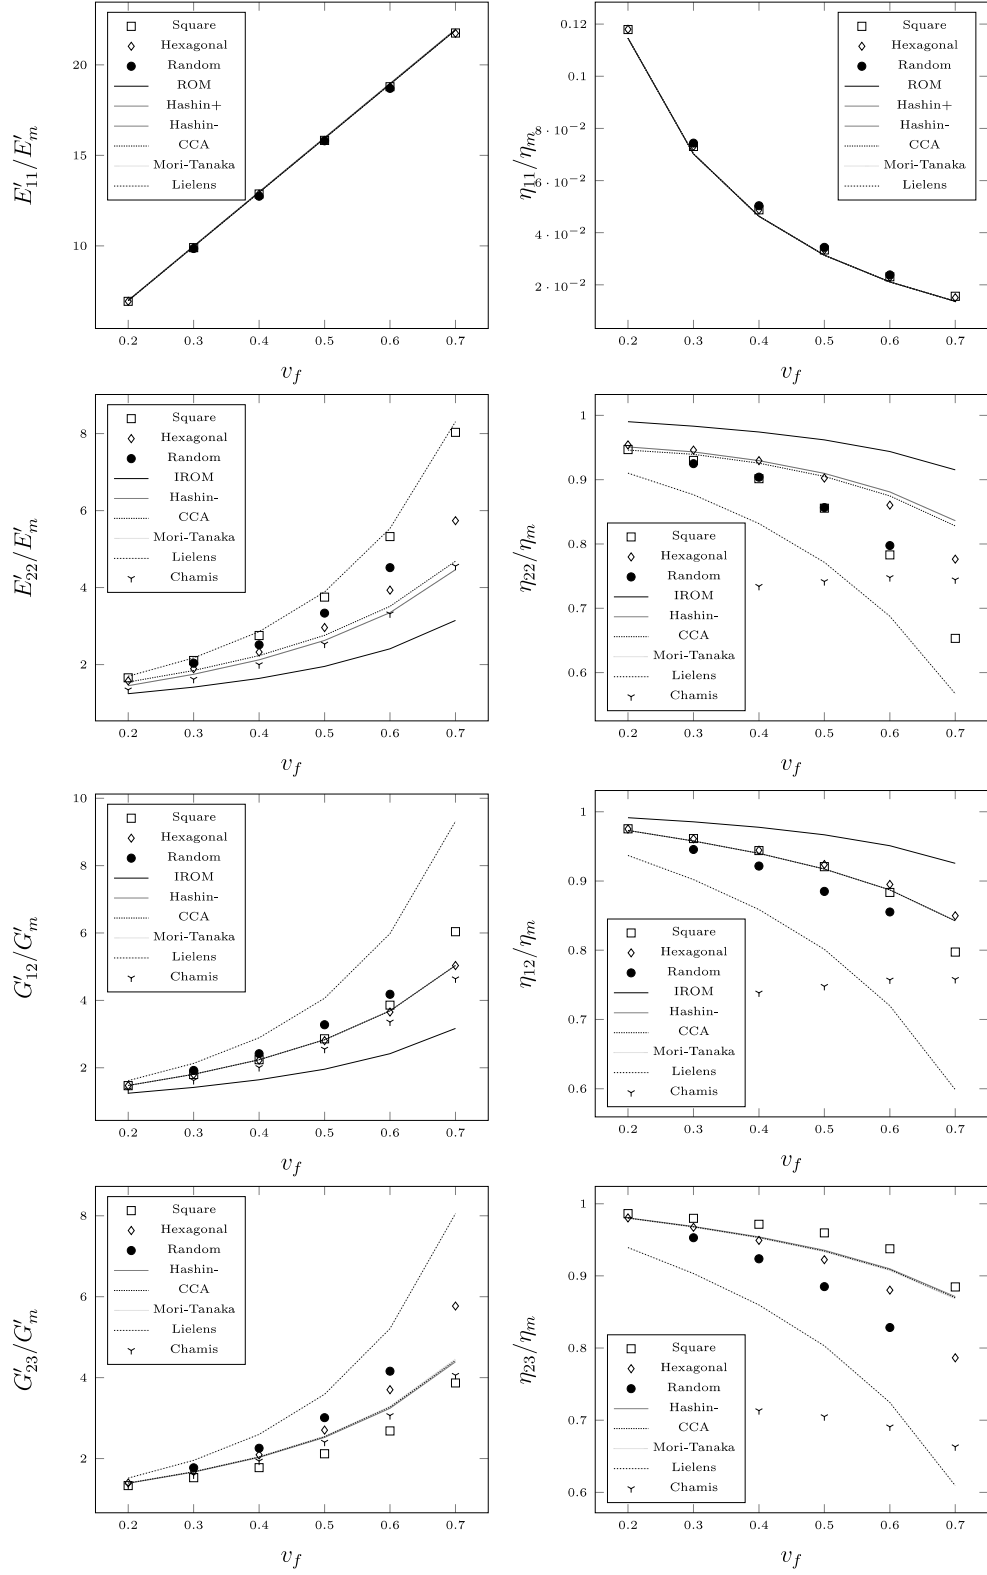 E′11/E′m
20
15
10
Square
Hexagonal
Random
ROM
Hashin+
Hashin-
CCA
Mori-Tanaka
Lielens
0.2 0.3 0.4 0.5 0.6 0.7
v_f
η11/ηm
0.12
0.1
8 · 10−2
6 · 10−2
4 · 10−2
2 · 10−2
Square
Hexagonal
Random
ROM
Hashin+
Hashin-
CCA
Mori-Tanaka
Lielens
0.2 0.3 0.4 0.5 0.6 0.7
v_f
E′22/E′m
8
6
4
2
Square
Hexagonal
Random
IROM
Hashin-
CCA
Mori-Tanaka
Lielens
Chamis
0.2 0.3 0.4 0.5 0.6 0.7
v_f
η22/ηm
1
0.9
0.8
0.7
0.6
Square
Hexagonal
Random
IROM
Hashin-
CCA
Mori-Tanaka
Lielens
Chamis
0.2 0.3 0.4 0.5 0.6 0.7
v_f
G′12/G′m
10
8
6
4
2
Square
Hexagonal
Random
IROM
Hashin-
CCA
Mori-Tanaka
Lielens
Chamis
0.2 0.3 0.4 0.5 0.6 0.7
v_f
η12/ηm
1
0.9
0.8
0.7
0.6
Square
Hexagonal
Random
IROM
Hashin-
CCA
Mori-Tanaka
Lielens
Chamis
0.2 0.3 0.4 0.5 0.6 0.7
v_f
G′23/G′m
8
6
4
2
Square
Hexagonal
Random
Hashin-
CCA
Mori-Tanaka
Lielens
Chamis
0.2 0.3 0.4 0.5 0.6 0.7
v_f
η23/ηm
1
0.9
0.8
0.7
0.6
Square
Hexagonal
Random
Hashin-
CCA
Mori-Tanaka
Lielens
Chamis
0.2 0.3 0.4 0.5 0.6 0.7
v_f